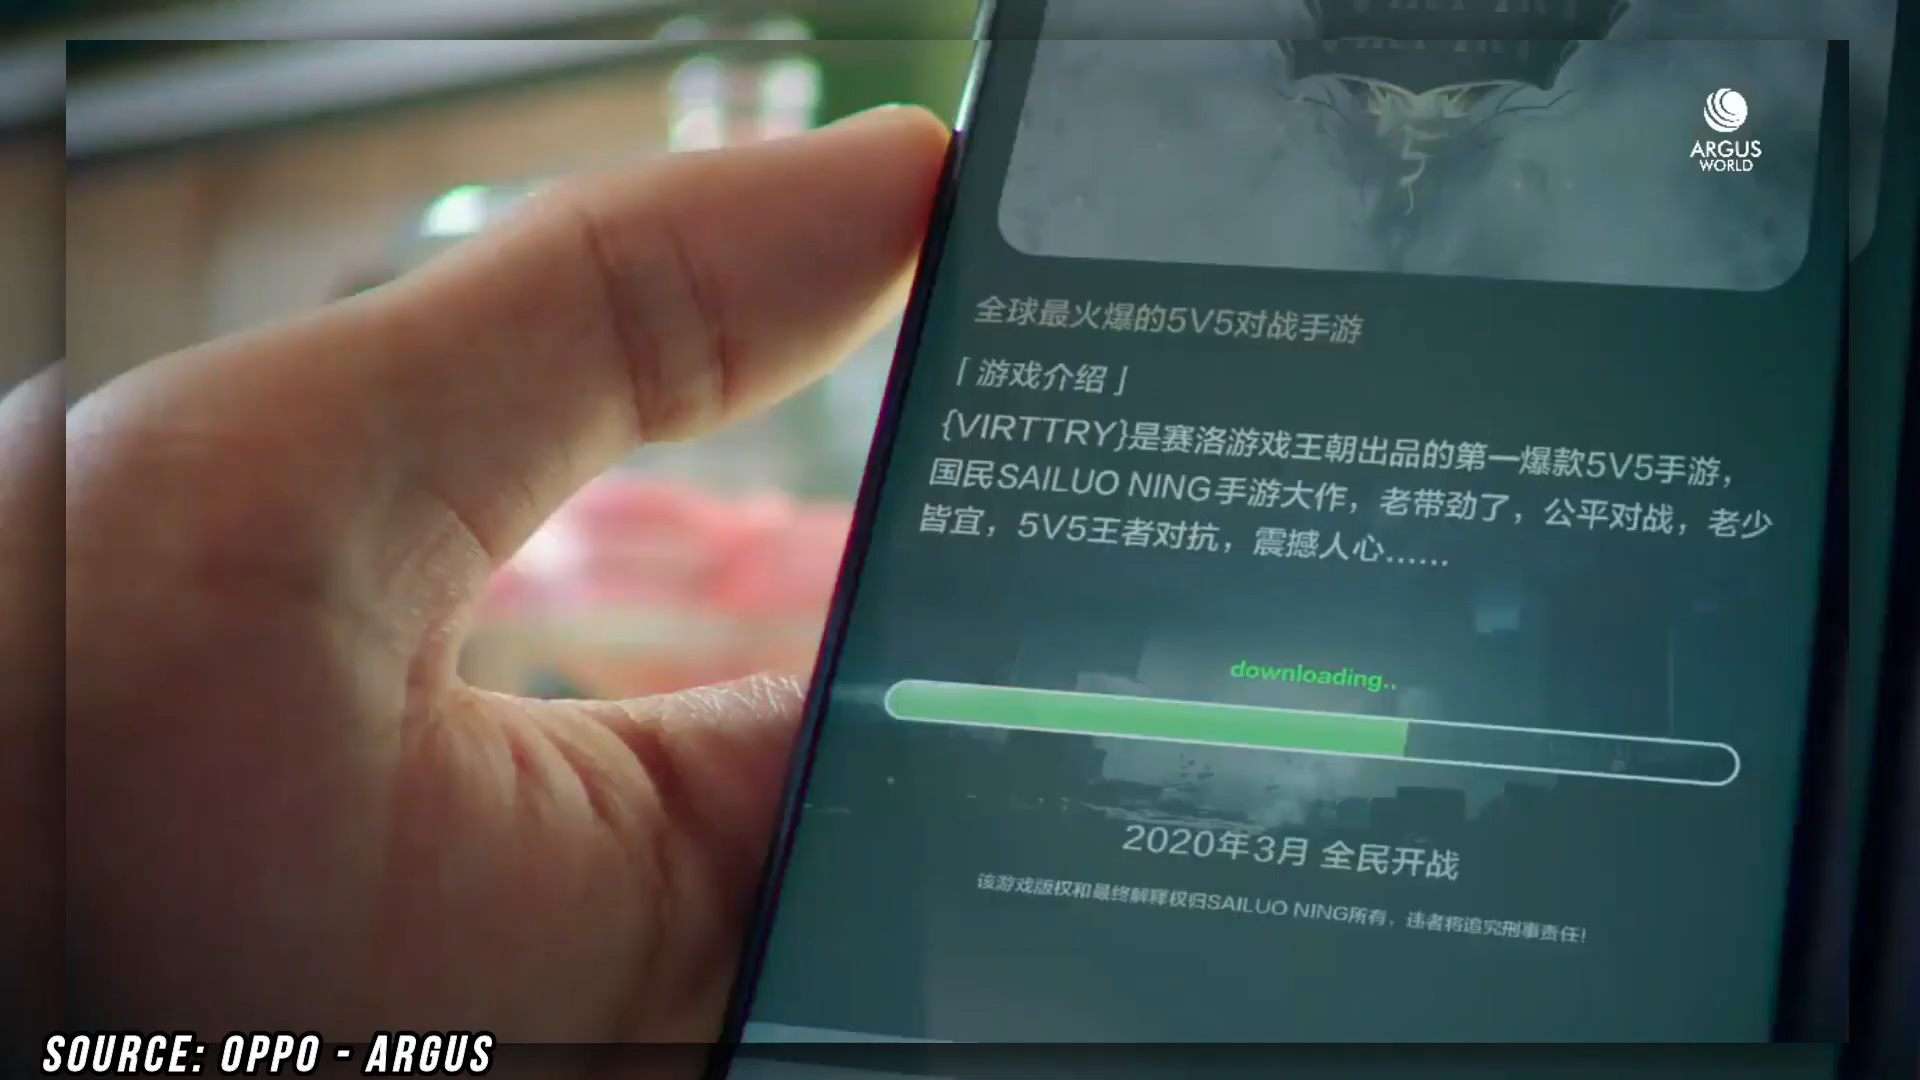 ARGUS
WORLD
全球最火爆的5V5对战手游
「游戏介绍」
{VIRTTRY}是赛洛游戏王朝出品的第一爆款5V5手游，
国民SAILUO NING手游大作，老带劲了，公平对战，老少
皆宜，5V5王者对抗，震撼人心......
downloading..
2020年3月 全民开战
该游戏版权和最终解释权归SAILUO NING所有，违者将追究刑事责任!
SOURCE: OPPO - ARGUS